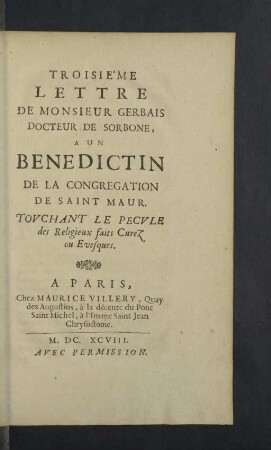 TROISIE'ME
LETTRE
DE MONSIEUR GERBAIS
DOCTEUR DE SORBONE,
A UN
BENEDICTIN
DE LA CONGREGATION
DE SAINT MAUR.
TOVCHANT LE PECVLE
des Religieux faits Curez
ou Evesques.
A PARIS,
Chez MAURICE VILLERY, Quay
des Augustins, à la décente du Pont
Saint Michel, à l'Image Saint Jean
Chrysostome.
M. DC. XCVIII.
AVEC PERMISSION.